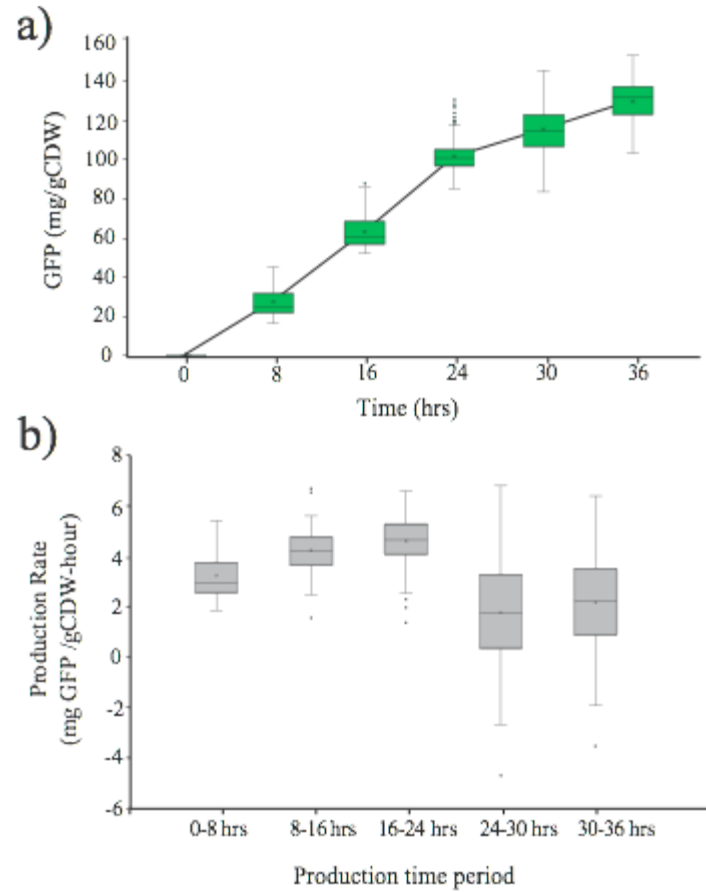 a)
160
140
120
100
80
60
40
20
0
GFP (mg/gCDW)
0 8 16 24 30 36
Time (hrs)
b)
8
6
4
2
0
-2
-4
-6
Production Rate
(mg GFP /gCDW-hour)
0-8 hrs 8-16 hrs 16-24 hrs 24-30 hrs 30-36 hrs
Production time period